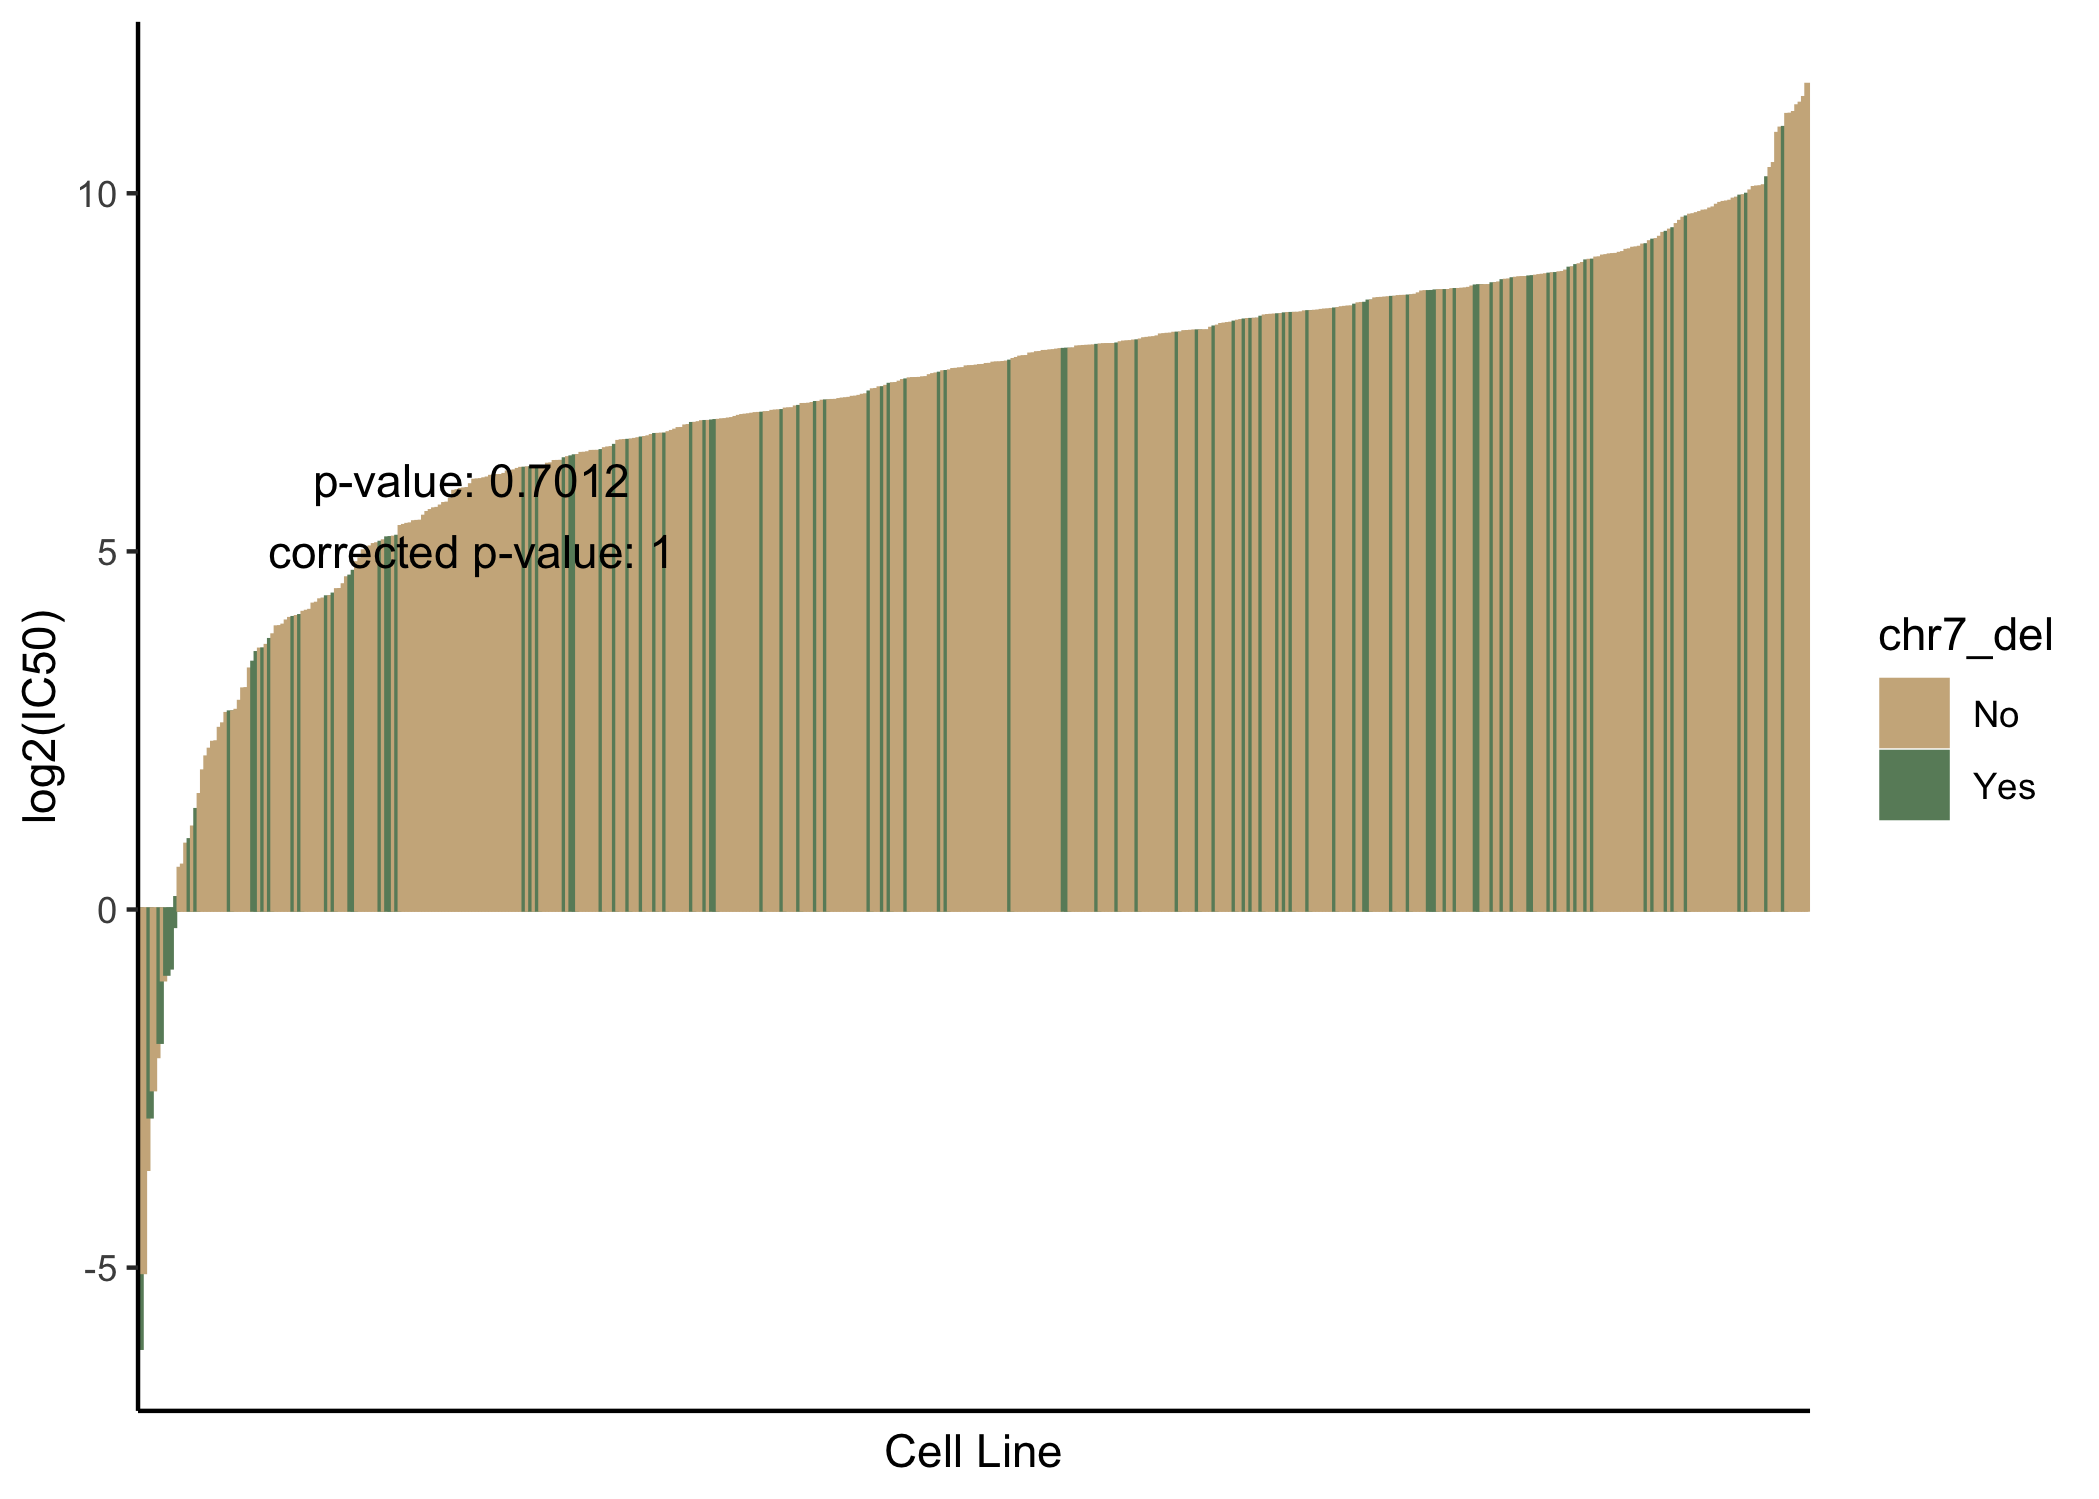 10
5
0
-5
log2(IC50)
p-value: 0.7012
corrected p-value: 1
Cell Line
chr7_del
No
Yes